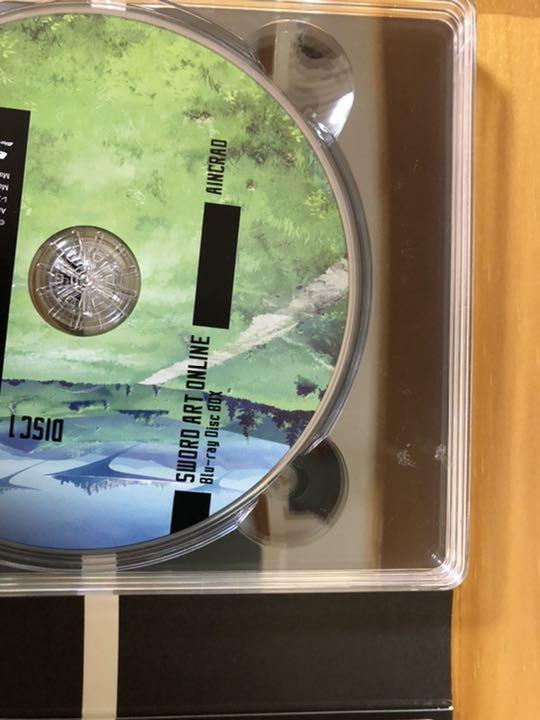 AINCRAD
SWORD ART ONLINE
Blu-ray Disc BOX
DISC 1